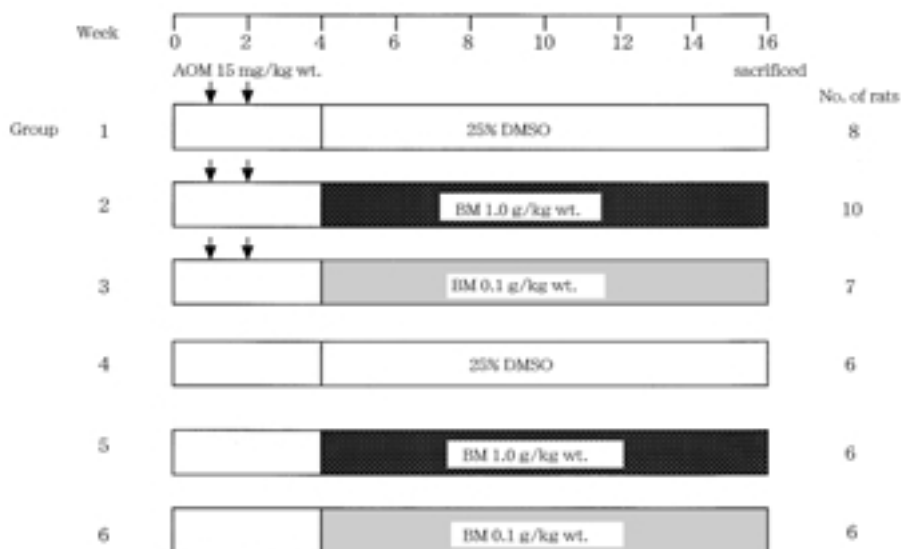 Week
0 2 4 6 8 10 12 14 16
AOM 15 mg/kg wt. sacrificed
No. of rats
Group 1 25% DMSO 8
2 BM 1.0 g/kg wt. 10
3 BM 0.1 g/kg wt. 7
4 25% DMSO 6
5 BM 1.0 g/kg wt. 6
6 BM 0.1 g/kg wt. 6